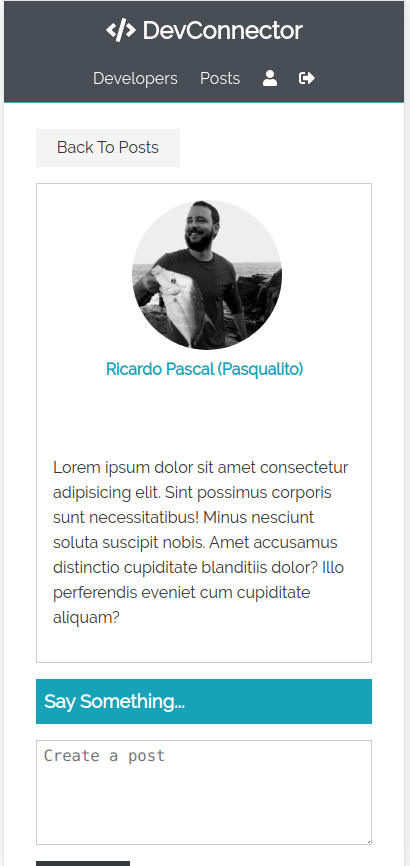 </> DevConnector
Developers Posts
Back To Posts
Ricardo Pascal (Pasqualito)
Lorem ipsum dolor sit amet consectetur
adipisicing elit. Sint possimus corporis
sunt necessitatibus! Minus nesciunt
soluta suscipit nobis. Amet accusamus
distinctio cupiditate blanditiis dolor? Illo
perferendis eveniet cum cupiditate
aliquam?
Say Something...
Create a post